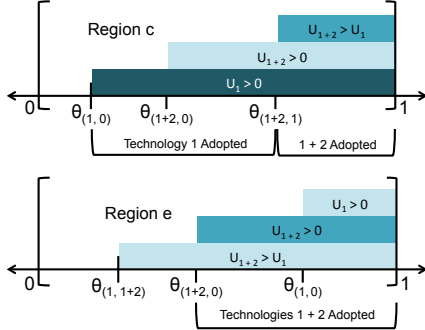 Region c
U1+2 > U1
U1+2 > 0
U1 > 0
0
1
θ(1, 0)
θ(1+2, 0)
θ(1+2, 1)
Technology 1 Adopted
1 + 2 Adopted
Region e
U1 > 0
U1+2 > 0
U1+2 > U1
0
1
θ(1, 1+2)
θ(1+2, 0)
θ(1, 0)
Technologies 1 + 2 Adopted